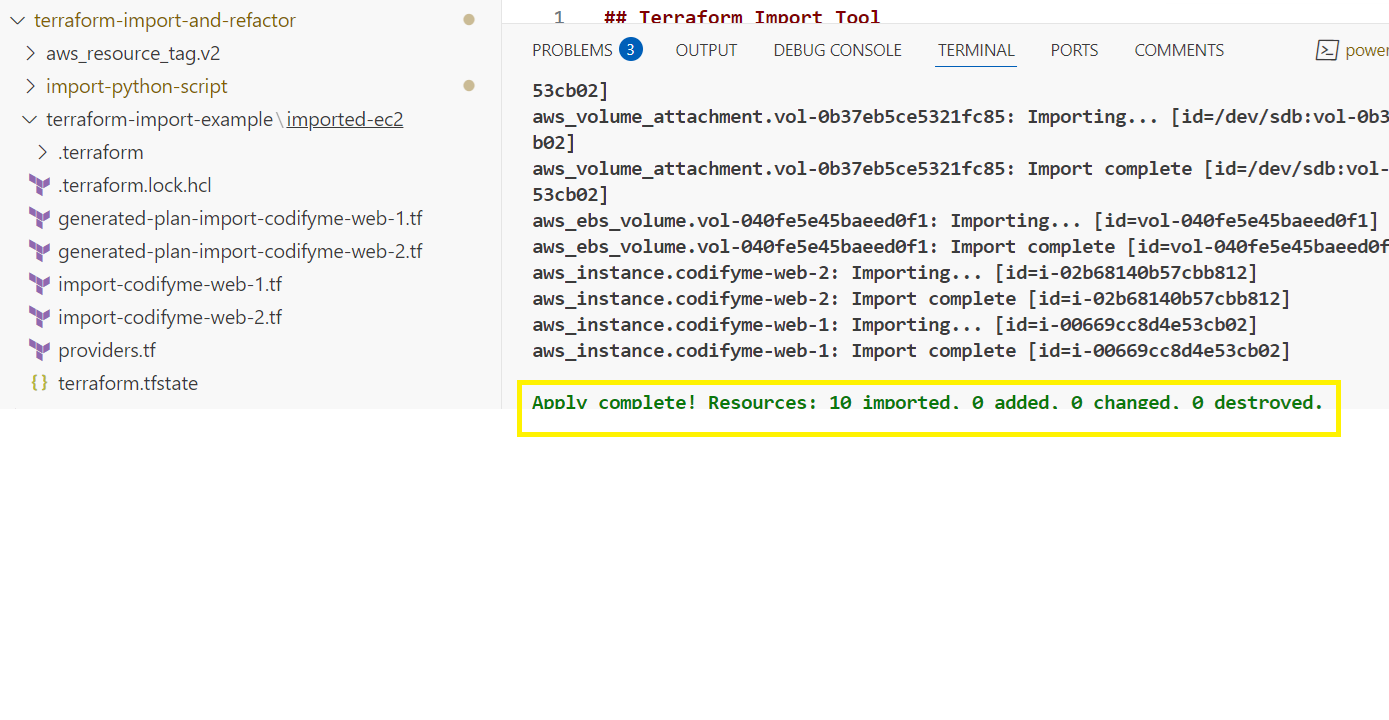 terraform-import-and-refactor
aws_resource_tag.v2
import-python-script
terraform-import-example\imported-ec2
.terraform
.terraform.lock.hcl
generated-plan-import-codifyme-web-1.tf
generated-plan-import-codifyme-web-2.tf
import-codifyme-web-1.tf
import-codifyme-web-2.tf
providers.tf
{} terraform.tfstate
1 ## Terraform Import Tool
PROBLEMS 3 OUTPUT DEBUG CONSOLE TERMINAL PORTS COMMENTS power
53cb02]
aws_volume_attachment.vol-0b37eb5ce5321fc85: Importing... [id=/dev/sdb:vol-0b3
b02]
aws_volume_attachment.vol-0b37eb5ce5321fc85: Import complete [id=/dev/sdb:vol-
53cb02]
aws_ebs_volume.vol-040fe5e45baeed0f1: Importing... [id=vol-040fe5e45baeed0f1]
aws_ebs_volume.vol-040fe5e45baeed0f1: Import complete [id=vol-040fe5e45baeed0f
aws_instance.codifyme-web-2: Importing... [id=i-02b68140b57cbb812]
aws_instance.codifyme-web-2: Import complete [id=i-02b68140b57cbb812]
aws_instance.codifyme-web-1: Importing... [id=i-00669cc8d4e53cb02]
aws_instance.codifyme-web-1: Import complete [id=i-00669cc8d4e53cb02]
Apply complete! Resources: 10 imported, 0 added, 0 changed, 0 destroyed.